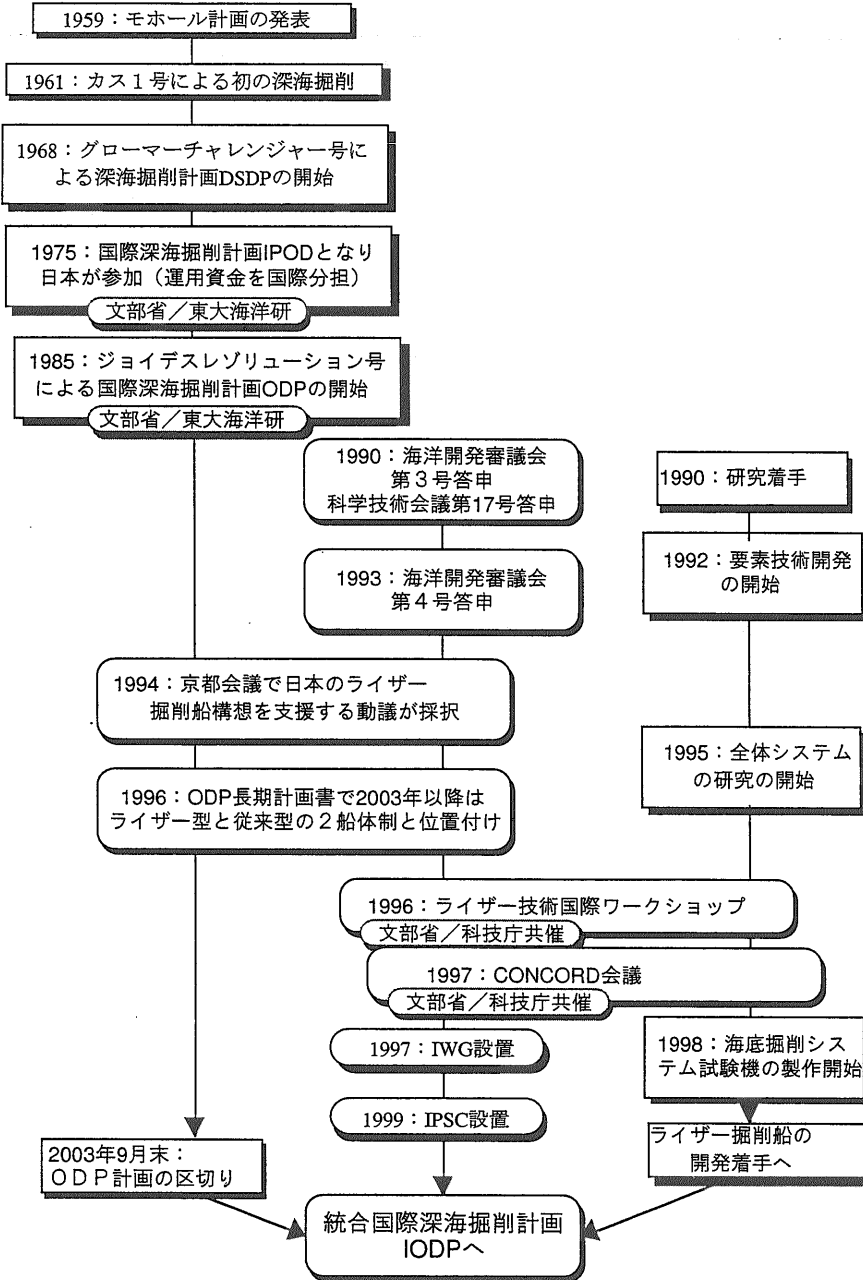 1959：モホール計画の発表
1961：カス１号による初の深海掘削
1968：グローマーチャレンジャー号に
よる深海掘削計画DSDPの開始
1975：国際深海掘削計画IPODとなり
日本が参加（運用資金を国際分担）
文部省／東大海洋研
1985：ジョイデスレゾリューション号
による国際深海掘削計画ODPの開始
文部省／東大海洋研
1990：海洋開発審議会
第３号答申
科学技術会議第17号答申
1990：研究着手
1992：要素技術開発
の開始
1993：海洋開発審議会
第４号答申
1994：京都会議で日本のライザー
掘削船構想を支援する動議が採択
1995：全体システム
の研究の開始
1996：ODP長期計画書で2003年以降は
ライザー型と従来型の２船体制と位置付け
1996：ライザー技術国際ワークショップ
文部省／科技庁共催
1997：CONCORD会議
文部省／科技庁共催
1997：IWG設置
1998：海底掘削シス
テム試験機の製作開始
1999：IPSC設置
2003年9月末：
ＯＤＰ計画の区切り
ライザー掘削船の
開発着手へ
統合国際深海掘削計画
IODPへ